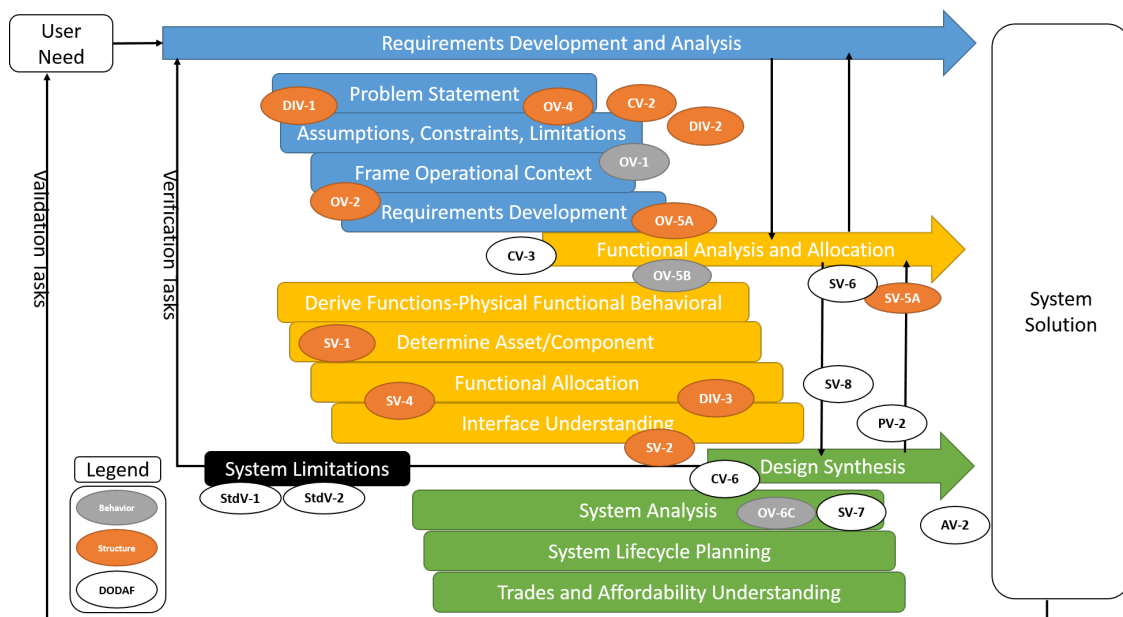 User
Need
Requirements Development and Analysis
Problem Statement
DIV-1
OV-4
CV-2
DIV-2
Assumptions, Constraints, Limitations
OV-1
Frame Operational Context
OV-2
Requirements Development
OV-5A
CV-3
Functional Analysis and Allocation
OV-5B
SV-6
SV-5A
Derive Functions-Physical Functional Behavioral
SV-1
Determine Asset/Component
Functional Allocation
SV-8
SV-4
DIV-3
Interface Understanding
PV-2
SV-2
System Limitations
CV-6
Design Synthesis
StdV-1
StdV-2
System Analysis
OV-6C
SV-7
AV-2
System Lifecycle Planning
Trades and Affordability Understanding
Validation Tasks
Verification Tasks
System
Solution
Legend
Behavior
Structure
DODAF